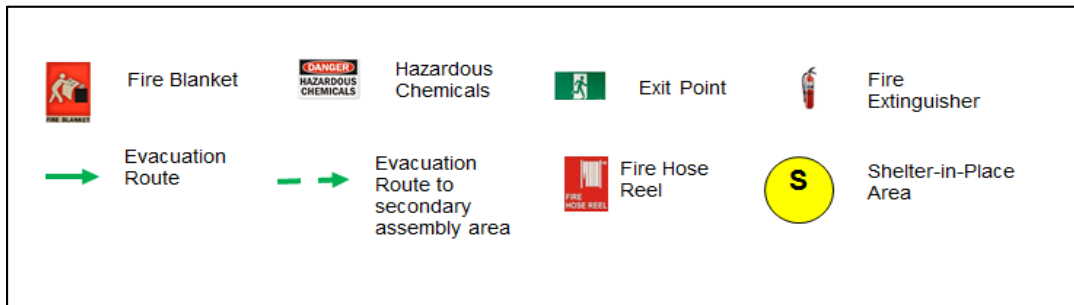 Fire Blanket
FIRE BLANKET
DANGER
HAZARDOUS
CHEMICALS
Hazardous
Chemicals
Exit Point
Fire
Extinguisher
Evacuation
Route
Evacuation
Route to
secondary
assembly area
FIRE
HOSE REEL
Fire Hose
Reel
S
Shelter-in-Place
Area